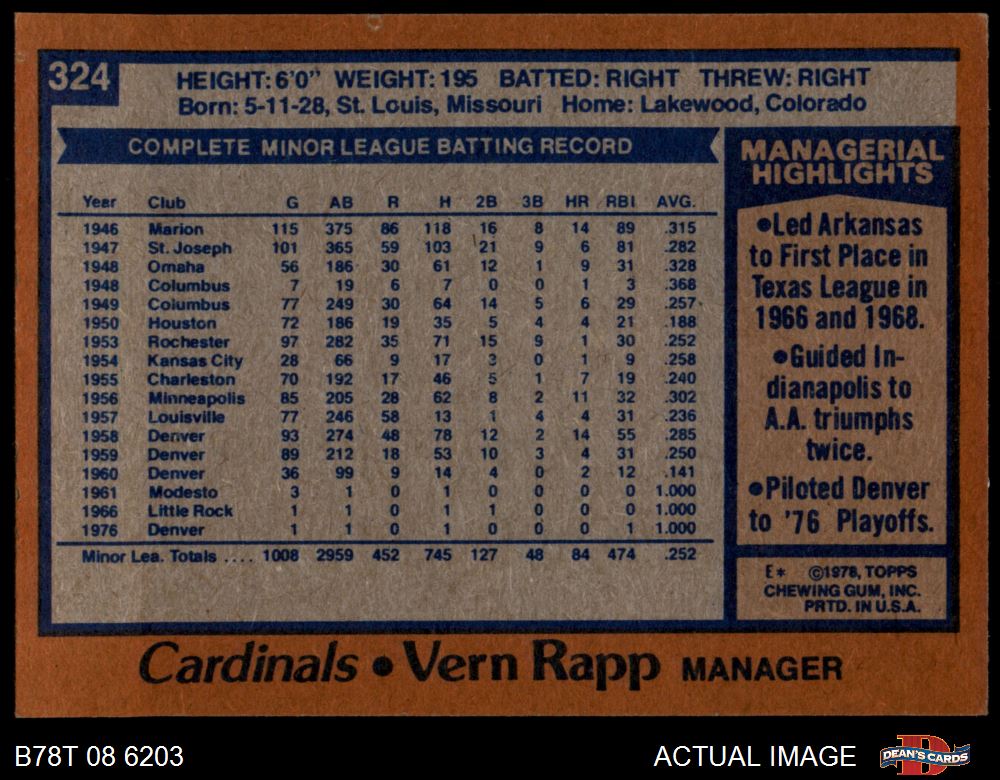 324
HEIGHT: 6'0" WEIGHT: 195 BATTED: RIGHT THREW: RIGHT
Born: 5-11-28, St. Louis, Missouri Home: Lakewood, Colorado
COMPLETE MINOR LEAGUE BATTING RECORD
Year Club G AB R H 2B 3B HR RBI AVG.
1946 Marion 115 375 86 118 16 8 14 89 .315
1947 St. Joseph 101 365 59 103 21 9 6 81 .282
1948 Omaha 56 186 30 61 12 1 9 31 .328
1948 Columbus 7 19 6 7 0 0 1 3 .368
1949 Columbus 77 249 30 64 14 5 6 29 .257
1950 Houston 72 186 19 35 5 4 4 21 .188
1953 Rochester 97 282 35 71 15 9 1 30 .252
1954 Kansas City 28 66 9 17 3 0 1 9 .258
1955 Charleston 70 192 17 46 5 1 7 19 .240
1956 Minneapolis 85 205 28 62 8 2 11 32 .302
1957 Louisville 77 246 58 13 1 4 4 31 .236
1958 Denver 93 274 48 78 12 2 14 55 .285
1959 Denver 89 212 18 53 10 3 4 31 .250
1960 Denver 36 99 9 14 4 0 2 12 .141
1961 Modesto 3 1 0 1 0 0 0 0 1.000
1966 Little Rock 1 1 0 1 1 0 0 0 1.000
1976 Denver 1 1 0 1 0 0 0 1 1.000
Minor Lea. Totals .... 1008 2959 452 745 127 48 84 474 .252
MANAGERIAL
HIGHLIGHTS
•Led Arkansas
to First Place in
Texas League in
1966 and 1968.
•Guided In-
dianapolis to
A.A. triumphs
twice.
•Piloted Denver
to '76 Playoffs.
E* ©1978, TOPPS
CHEWING GUM, INC.
PRTD. IN U.S.A.
Cardinals • Vern Rapp MANAGER
B78T 08 6203
ACTUAL IMAGE
DEAN'S CARDS